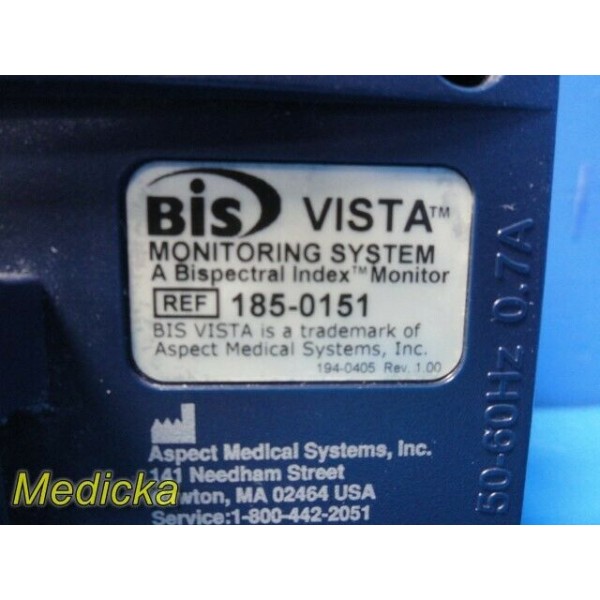 BIS VISTA™
MONITORING SYSTEM
A Bispectral Index™ Monitor
REF 185-0151
BIS VISTA is a trademark of
Aspect Medical Systems, Inc.
194-0405 Rev. 1.00
Aspect Medical Systems, Inc.
141 Needham Street
Newton, MA 02464 USA
Service:1-800-442-2051
Medicka
50-60Hz 0.7A